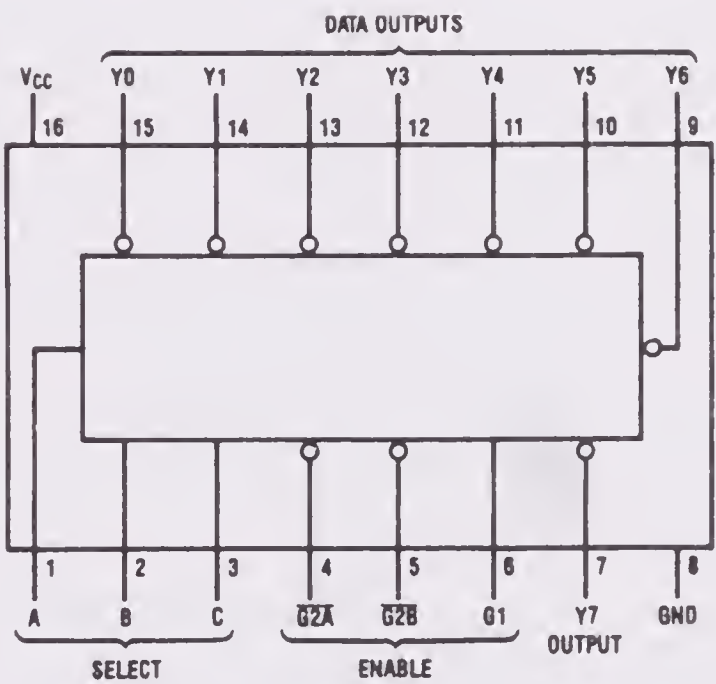 DATA OUTPUTS
VCC Y0 Y1 Y2 Y3 Y4 Y5 Y6
16 15 14 13 12 11 10 9
1 2 3 4 5 6 7 8
A B C G2A G2B G1 Y7 GND
OUTPUT
SELECT ENABLE